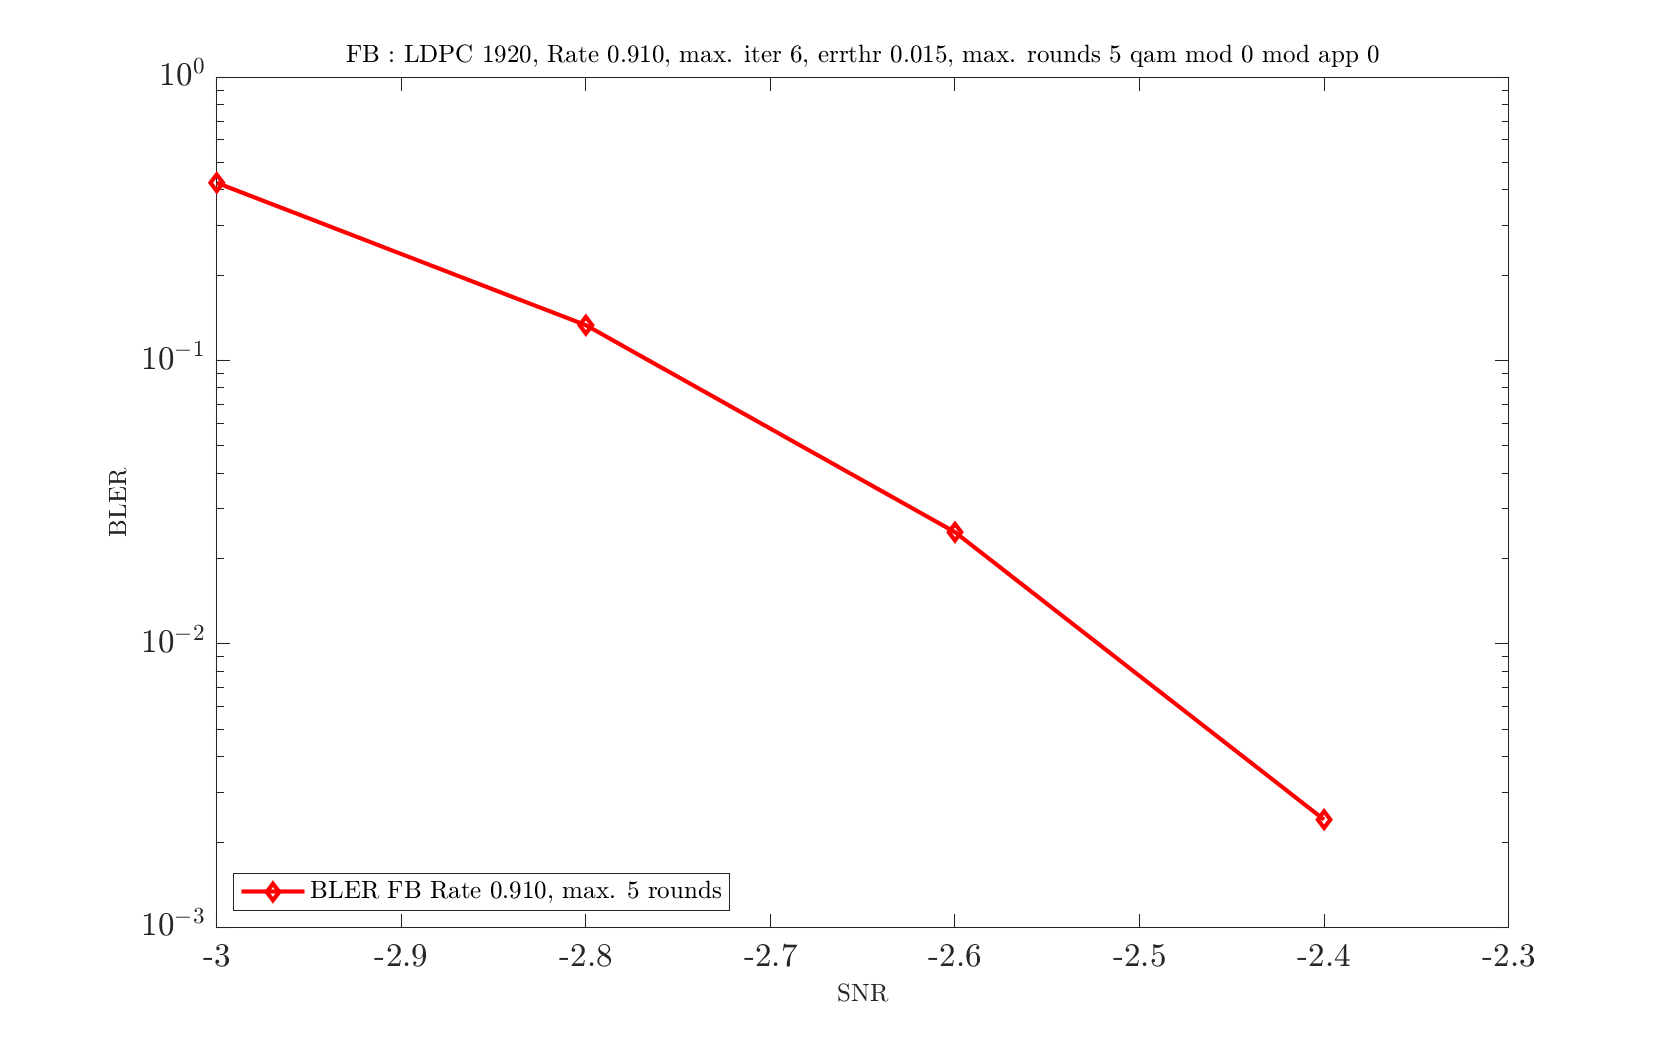 FB : LDPC 1920, Rate 0.910, max. iter 6, errthr 0.015, max. rounds 5 qam mod 0 mod app 0
10⁰
10⁻¹
10⁻²
10⁻³
BLER
BLER FB Rate 0.910, max. 5 rounds
-3 -2.9 -2.8 -2.7 -2.6 -2.5 -2.4 -2.3
SNR